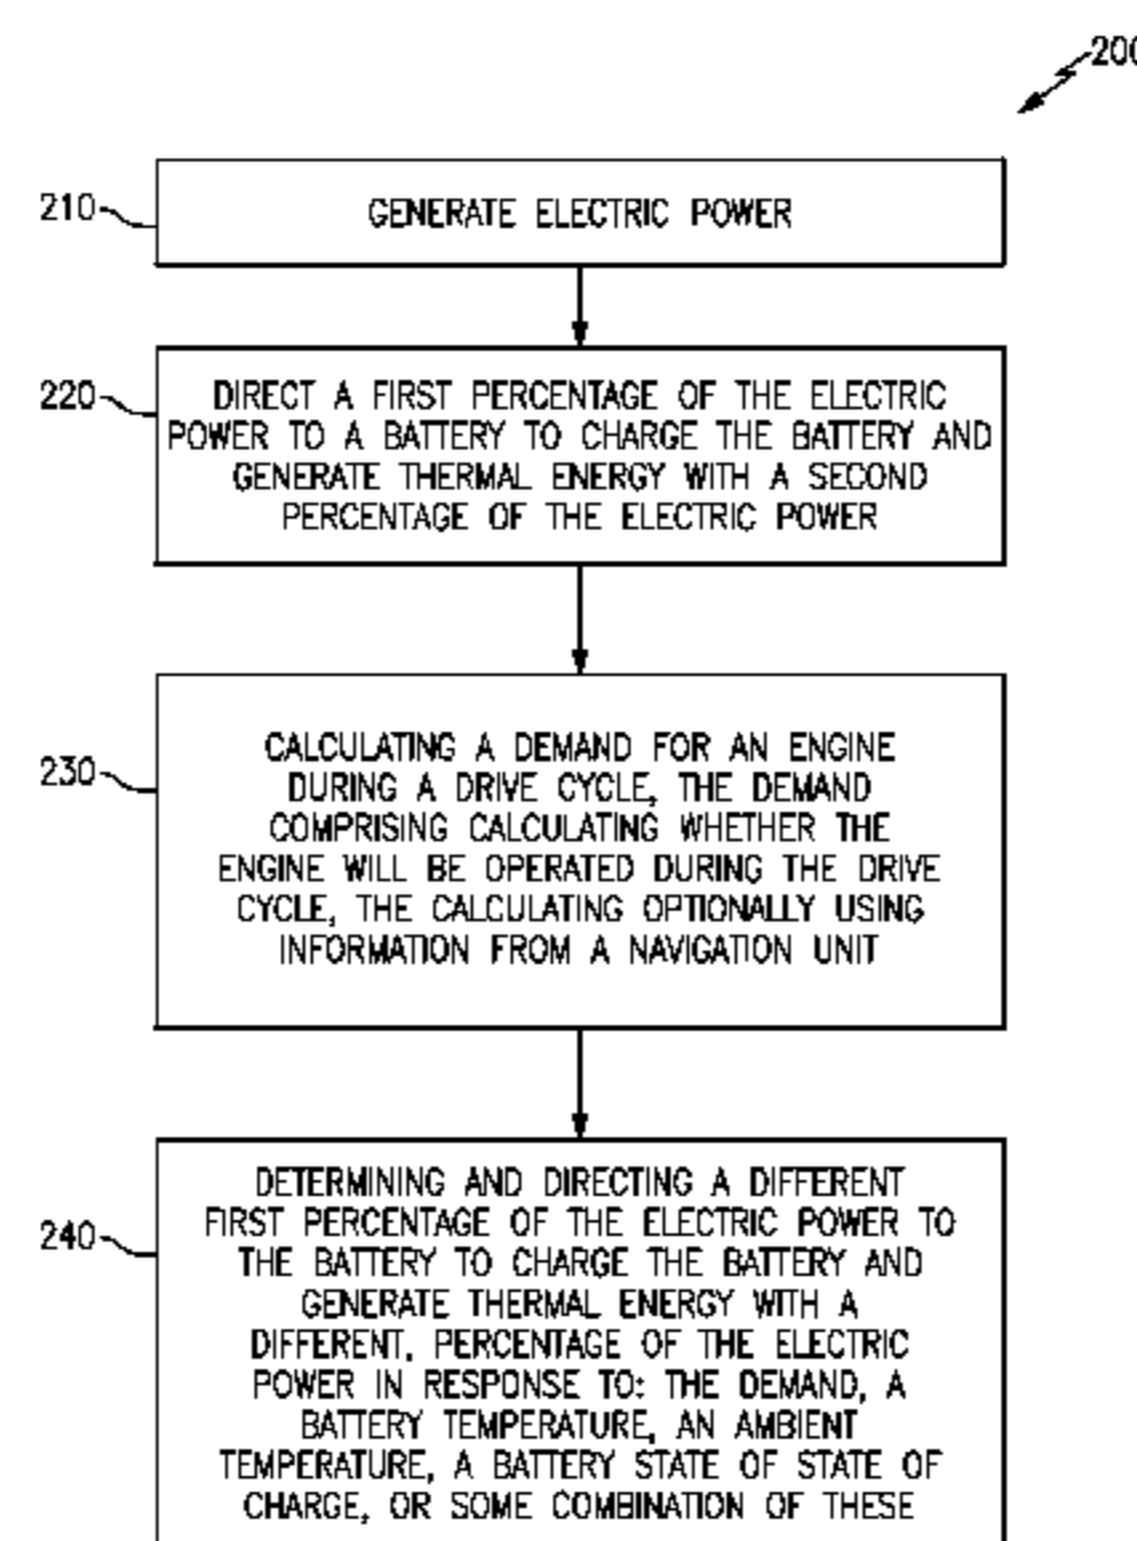 200
210
GENERATE ELECTRIC POWER
220
DIRECT A FIRST PERCENTAGE OF THE ELECTRIC
POWER TO A BATTERY TO CHARGE THE BATTERY AND
GENERATE THERMAL ENERGY WITH A SECOND
PERCENTAGE OF THE ELECTRIC POWER
230
CALCULATING A DEMAND FOR AN ENGINE
DURING A DRIVE CYCLE, THE DEMAND
COMPRISING CALCULATING WHETHER THE
ENGINE WILL BE OPERATED DURING THE DRIVE
CYCLE, THE CALCULATING OPTIONALLY USING
INFORMATION FROM A NAVIGATION UNIT
240
DETERMINING AND DIRECTING A DIFFERENT
FIRST PERCENTAGE OF THE ELECTRIC POWER TO
THE BATTERY TO CHARGE THE BATTERY AND
GENERATE THERMAL ENERGY WITH A
DIFFERENT. PERCENTAGE OF THE ELECTRIC
POWER IN RESPONSE TO: THE DEMAND, A
BATTERY TEMPERATURE, AN AMBIENT
TEMPERATURE, A BATTERY STATE OF STATE OF
CHARGE, OR SOME COMBINATION OF THESE